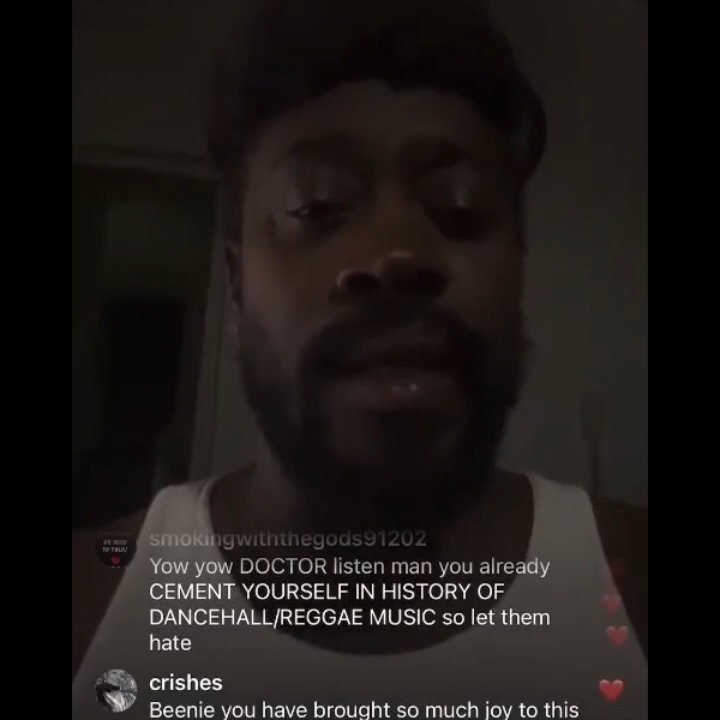 smokingwiththegods91202
Yow yow DOCTOR listen man you already
CEMENT YOURSELF IN HISTORY OF
DANCEHALL/REGGAE MUSIC so let them
hate
crishes
Beenie you have brought so much joy to this